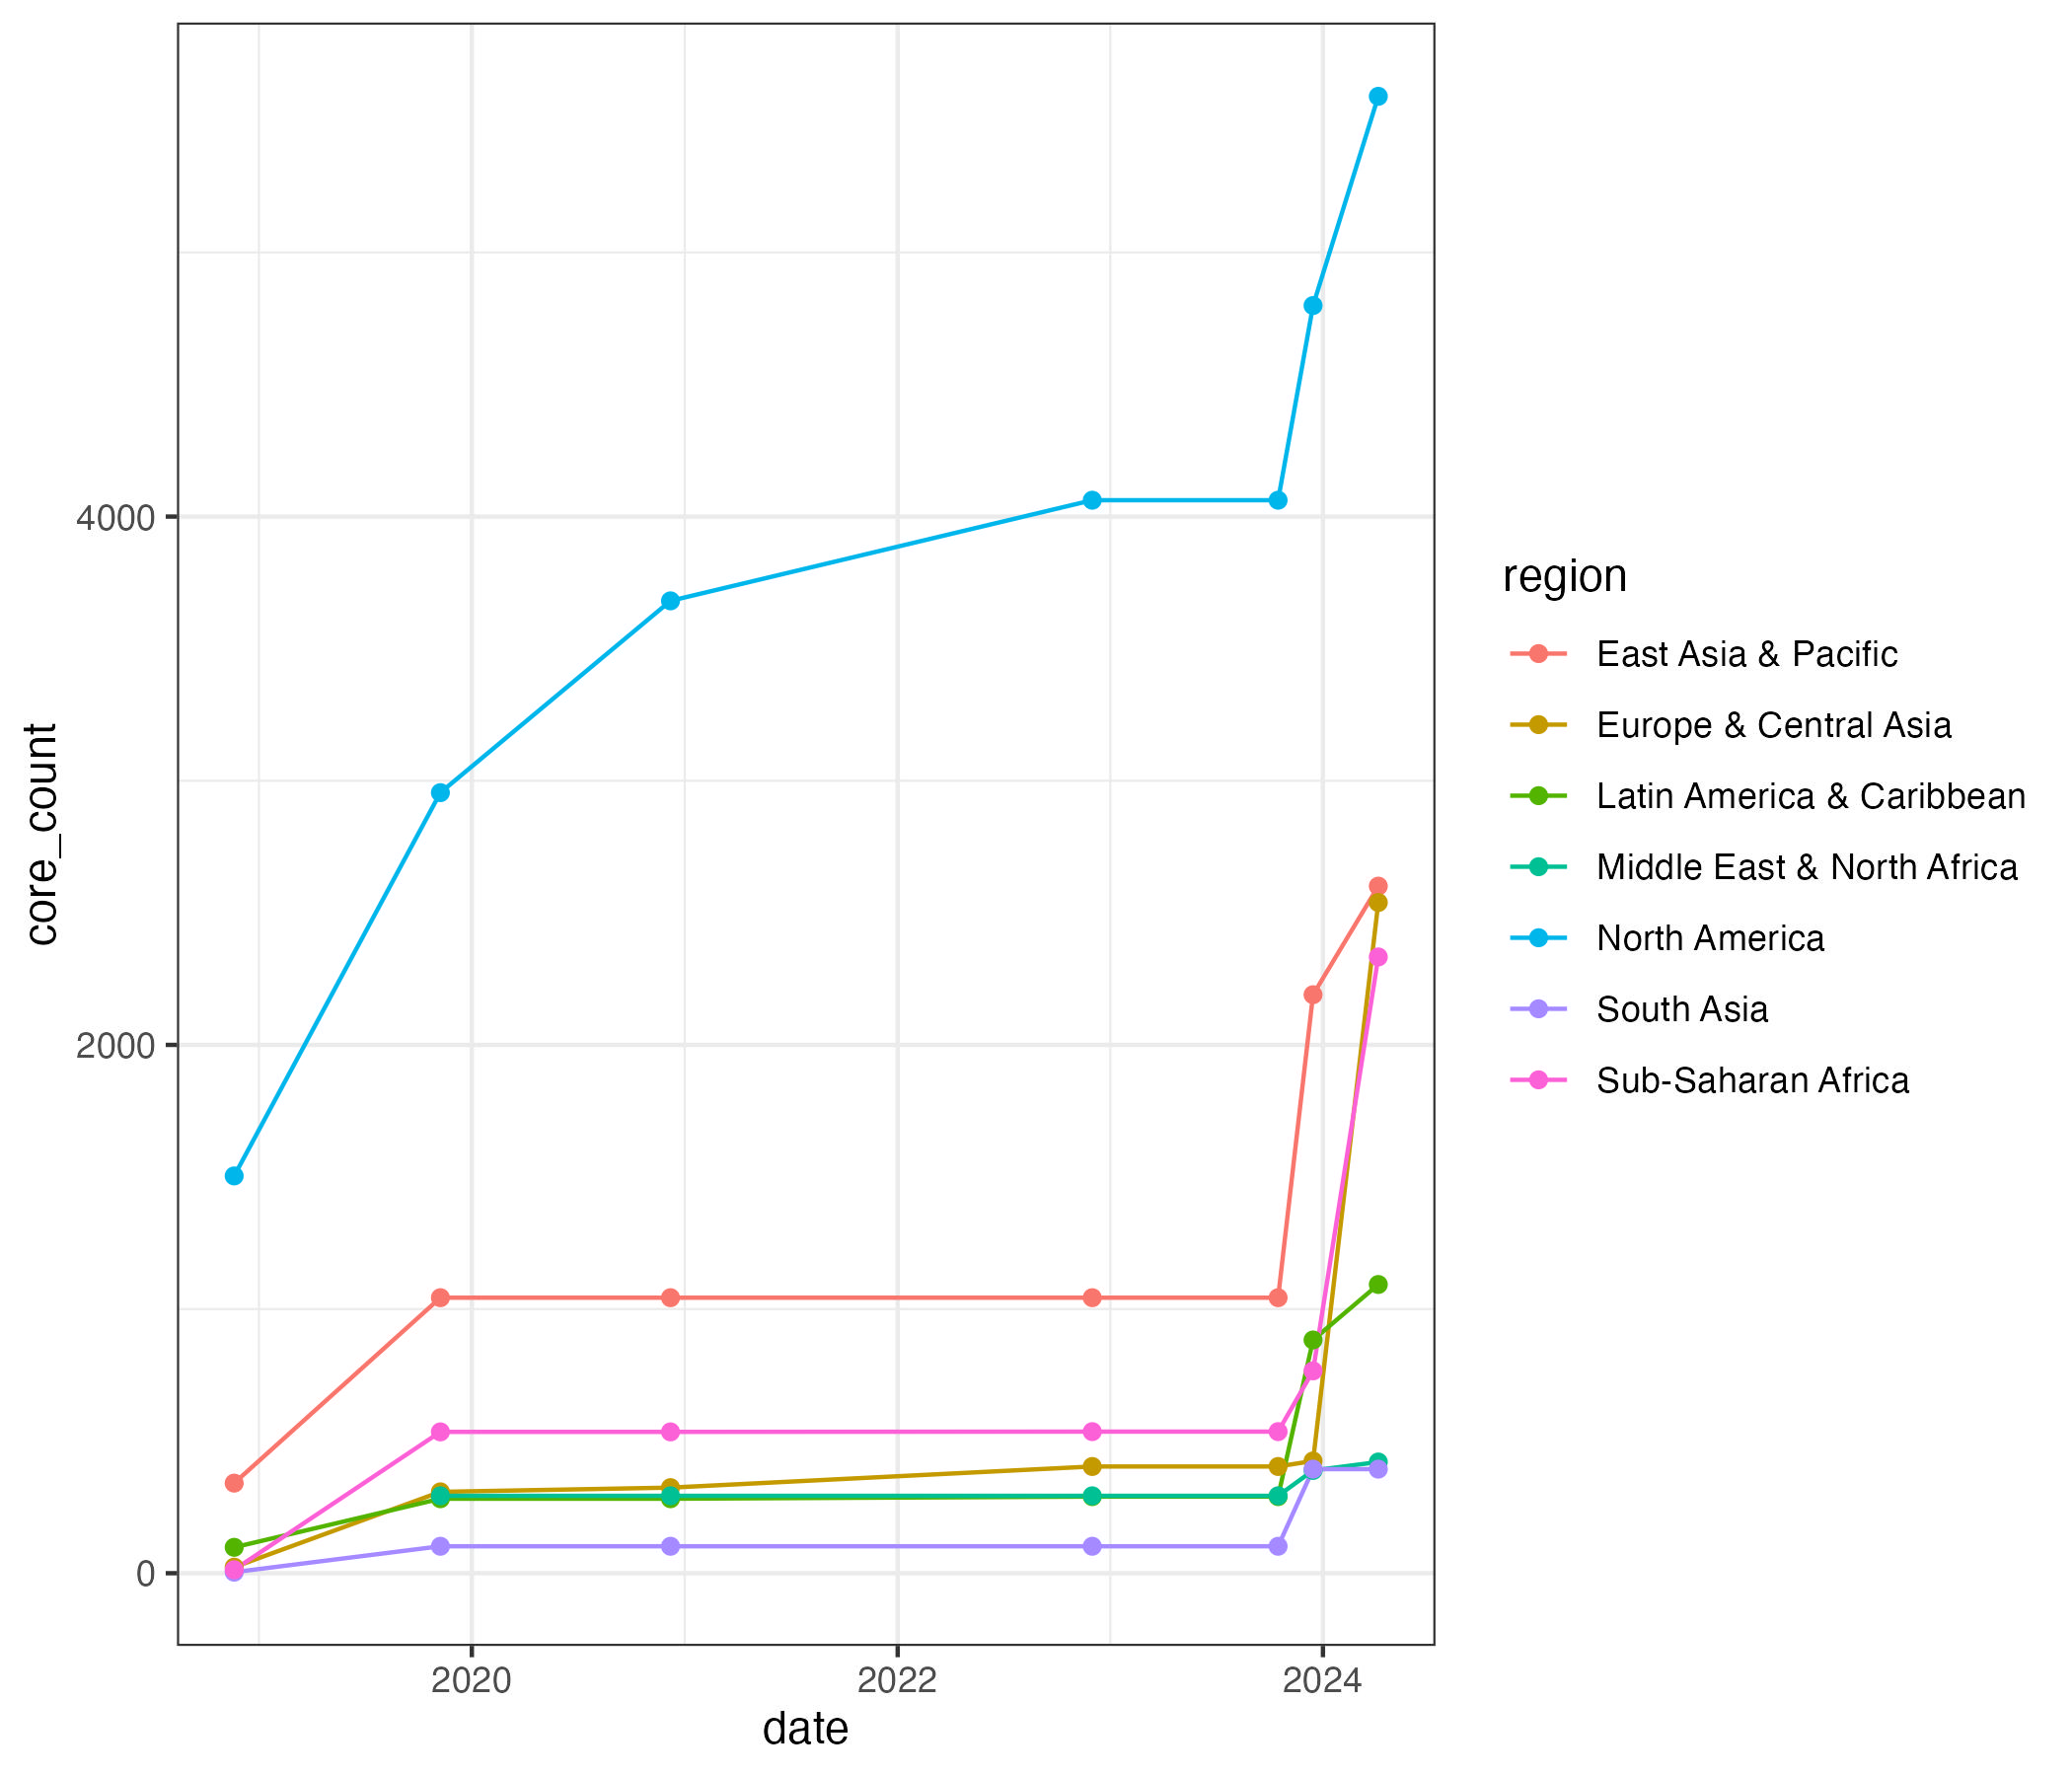 core_count
4000
2000
0
2020
2022
2024
date
region
East Asia & Pacific
Europe & Central Asia
Latin America & Caribbean
Middle East & North Africa
North America
South Asia
Sub-Saharan Africa